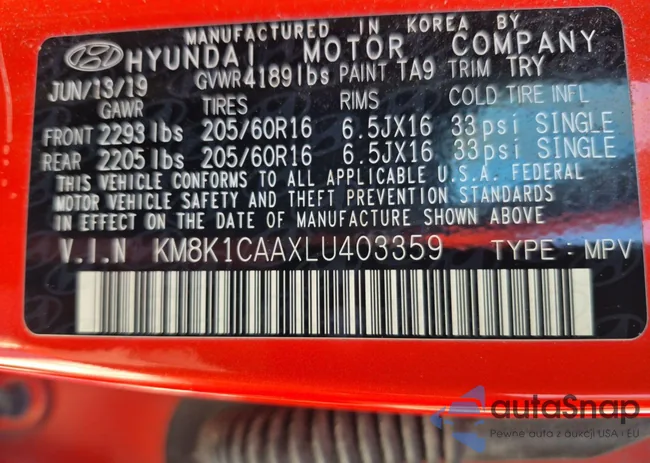 MANUFACTURED IN KOREA BY
HYUNDAI MOTOR COMPANY
JUN/13/19 GVWR 4189 lbs PAINT TA9 TRIM TRY
GAWR TIRES RIMS COLD TIRE INFL
FRONT 2293 lbs 205/60R16 6.5JX16 33 psi SINGLE
REAR 2205 lbs 205/60R16 6.5JX16 33 psi SINGLE
THIS VEHICLE CONFORMS TO ALL APPLICABLE U.S.A. FEDERAL
MOTOR VEHICLE SAFETY AND THEFT PREVENTION STANDARDS
IN EFFECT ON THE DATE OF MANUFACTURE SHOWN ABOVE
V.I.N KM8K1CAAXLU403359 TYPE : MPV
autaSnap
Pewne auta z aukcji USA - EU